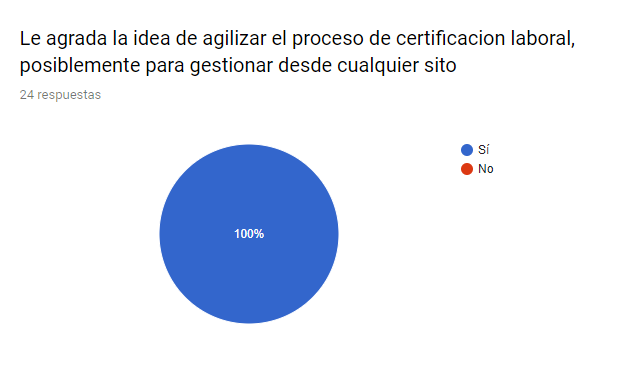 Le agrada la idea de agilizar el proceso de certificacion laboral,
posiblemente para gestionar desde cualquier sito
24 respuestas
Sí
No
100%